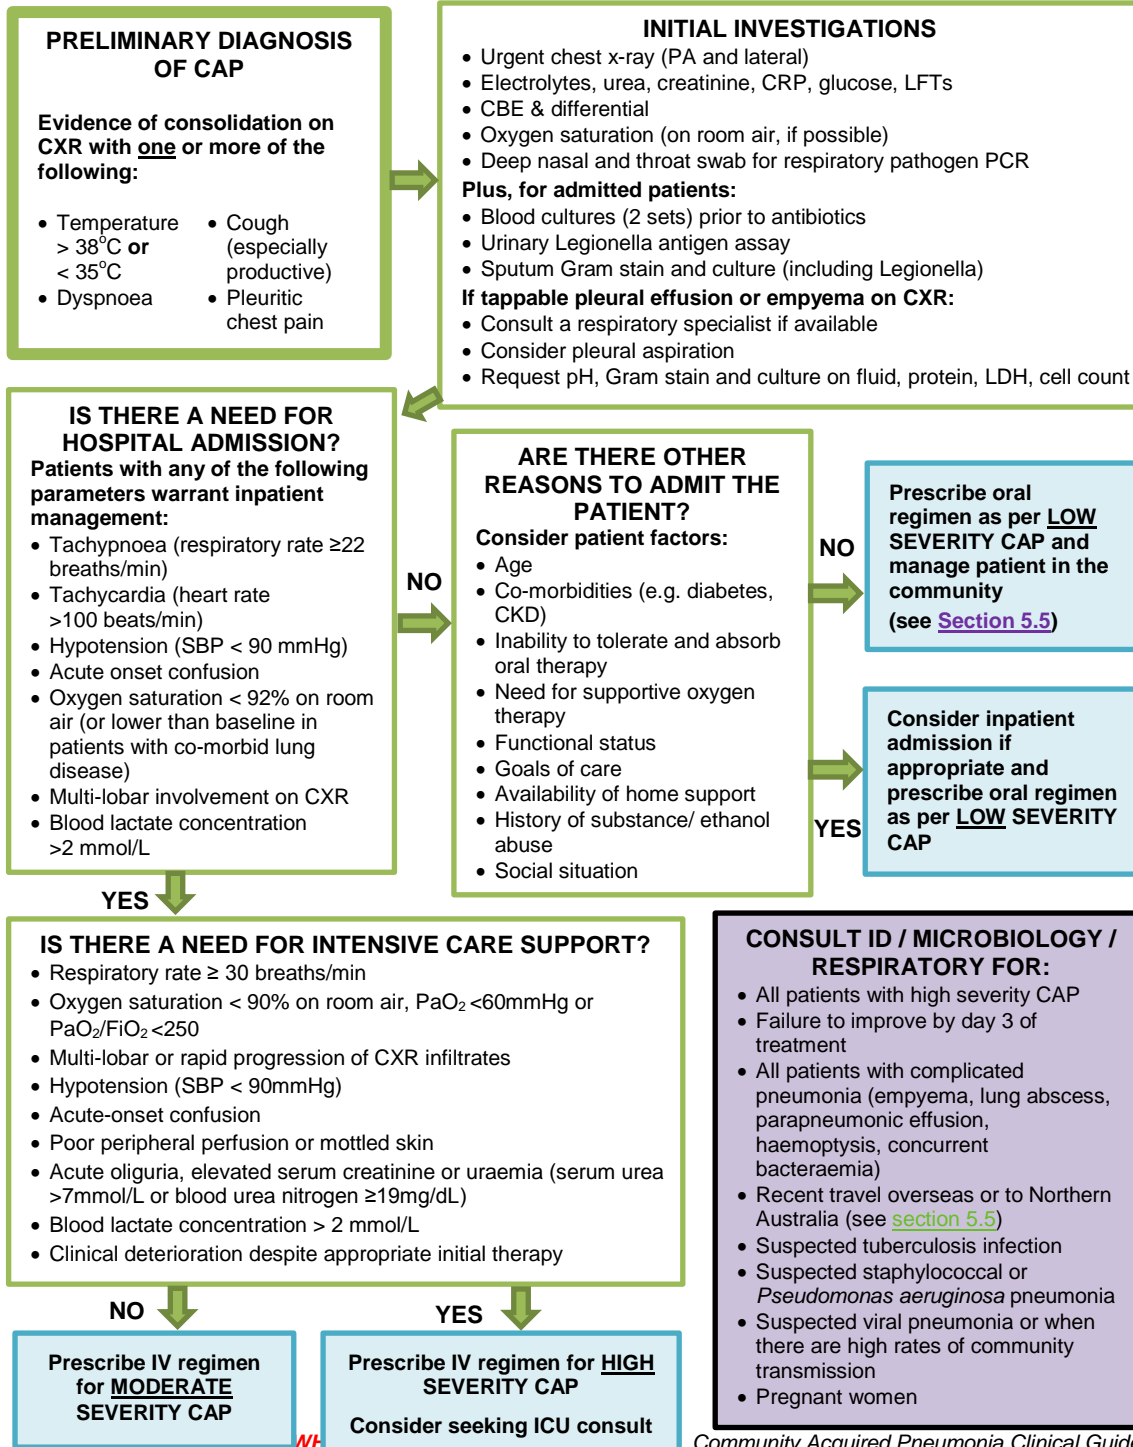 PRELIMINARY DIAGNOSIS
OF CAP
Evidence of consolidation on
CXR with one or more of the
following:
• Temperature
> 38°C or
< 35°C
• Dyspnoea
• Cough
(especially
productive)
• Pleuritic
chest pain
INITIAL INVESTIGATIONS
• Urgent chest x-ray (PA and lateral)
• Electrolytes, urea, creatinine, CRP, glucose, LFTs
• CBE & differential
• Oxygen saturation (on room air, if possible)
• Deep nasal and throat swab for respiratory pathogen PCR
Plus, for admitted patients:
• Blood cultures (2 sets) prior to antibiotics
• Urinary Legionella antigen assay
• Sputum Gram stain and culture (including Legionella)
If tappable pleural effusion or empyema on CXR:
• Consult a respiratory specialist if available
• Consider pleural aspiration
• Request pH, Gram stain and culture on fluid, protein, LDH, cell count
IS THERE A NEED FOR
HOSPITAL ADMISSION?
Patients with any of the following
parameters warrant inpatient
management:
• Tachypnoea (respiratory rate ≥22
breaths/min)
• Tachycardia (heart rate
>100 beats/min)
• Hypotension (SBP < 90 mmHg)
• Acute onset confusion
• Oxygen saturation < 92% on room
air (or lower than baseline in
patients with co-morbid lung
disease)
• Multi-lobar involvement on CXR
• Blood lactate concentration
>2 mmol/L
NO
ARE THERE OTHER
REASONS TO ADMIT THE
PATIENT?
Consider patient factors:
• Age
• Co-morbidities (e.g. diabetes,
CKD)
• Inability to tolerate and absorb
oral therapy
• Need for supportive oxygen
therapy
• Functional status
• Goals of care
• Availability of home support
• History of substance/ ethanol
abuse
• Social situation
NO
Prescribe oral
regimen as per LOW
SEVERITY CAP and
manage patient in the
community
(see Section 5.5)
YES
Consider inpatient
admission if
appropriate and
prescribe oral regimen
as per LOW SEVERITY
CAP
YES
IS THERE A NEED FOR INTENSIVE CARE SUPPORT?
• Respiratory rate ≥ 30 breaths/min
• Oxygen saturation < 90% on room air, PaO2 <60mmHg or
PaO2/FiO2 <250
• Multi-lobar or rapid progression of CXR infiltrates
• Hypotension (SBP < 90mmHg)
• Acute-onset confusion
• Poor peripheral perfusion or mottled skin
• Acute oliguria, elevated serum creatinine or uraemia (serum urea
>7mmol/L or blood urea nitrogen ≥19mg/dL)
• Blood lactate concentration > 2 mmol/L
• Clinical deterioration despite appropriate initial therapy
NO
YES
Prescribe IV regimen
for MODERATE
SEVERITY CAP
Prescribe IV regimen for HIGH
SEVERITY CAP
Consider seeking ICU consult
CONSULT ID / MICROBIOLOGY /
RESPIRATORY FOR:
• All patients with high severity CAP
• Failure to improve by day 3 of
treatment
• All patients with complicated
pneumonia (empyema, lung abscess,
parapneumonic effusion,
haemoptysis, concurrent
bacteraemia)
• Recent travel overseas or to Northern
Australia (see section 5.5)
• Suspected tuberculosis infection
• Suspected staphylococcal or
Pseudomonas aeruginosa pneumonia
• Suspected viral pneumonia or when
there are high rates of community
transmission
• Pregnant women
Community Acquired Pneumonia Clinical Guide